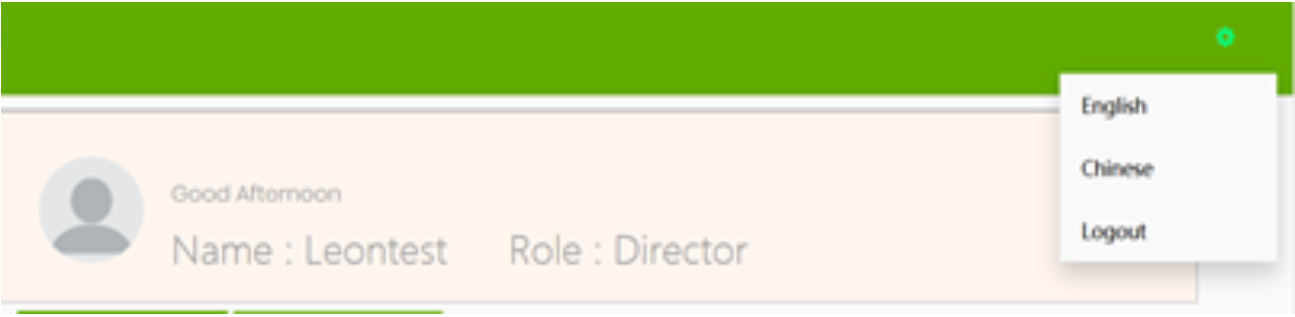 English
Chinese
Logout
Good Afternoon
Name : Leontest Role : Director